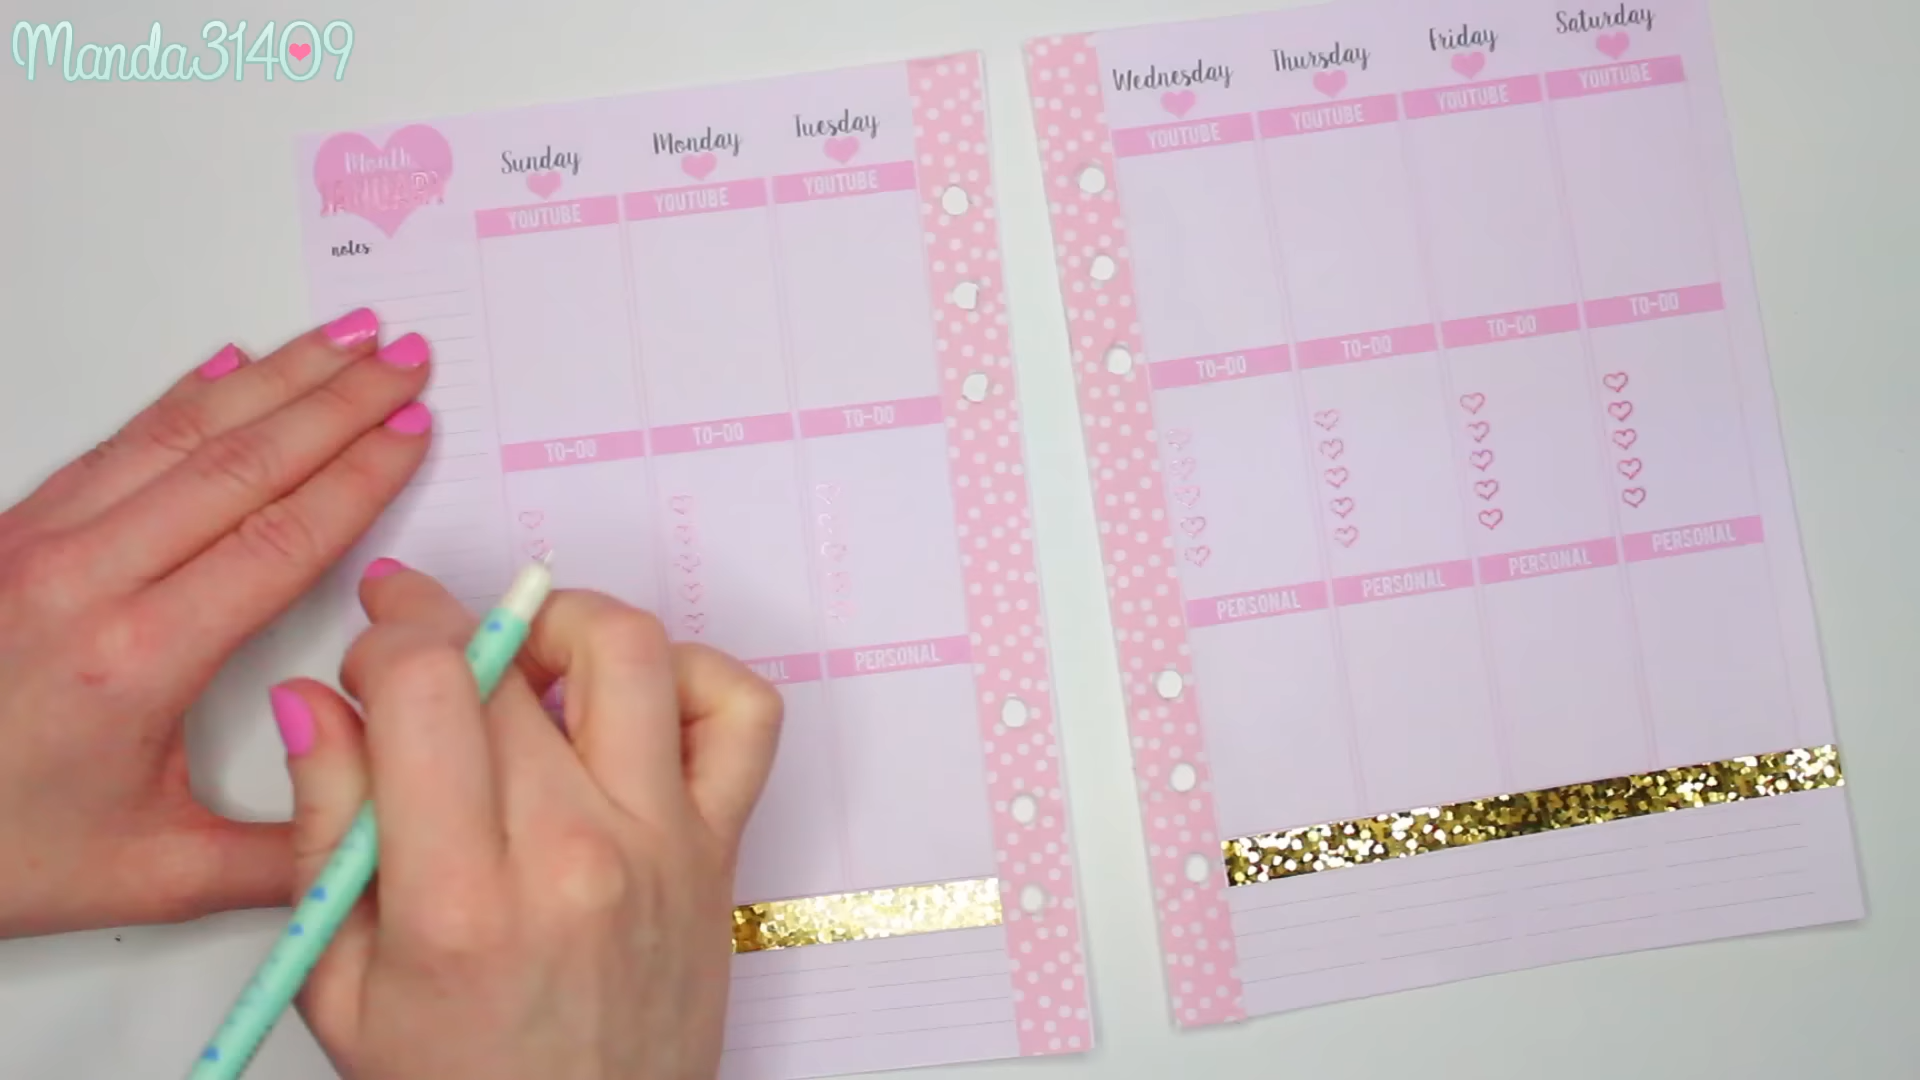 Manda31409
Month
JANUARY
notes
Sunday
Monday
Tuesday
YOUTUBE
YOUTUBE
YOUTUBE
TO-DO
TO-DO
TO-DO
PERSONAL
Wednesday
Thursday
Friday
Saturday
YOUTUBE
YOUTUBE
YOUTUBE
YOUTUBE
TO-DO
TO-DO
TO-DO
TO-DO
PERSONAL
PERSONAL
PERSONAL
PERSONAL